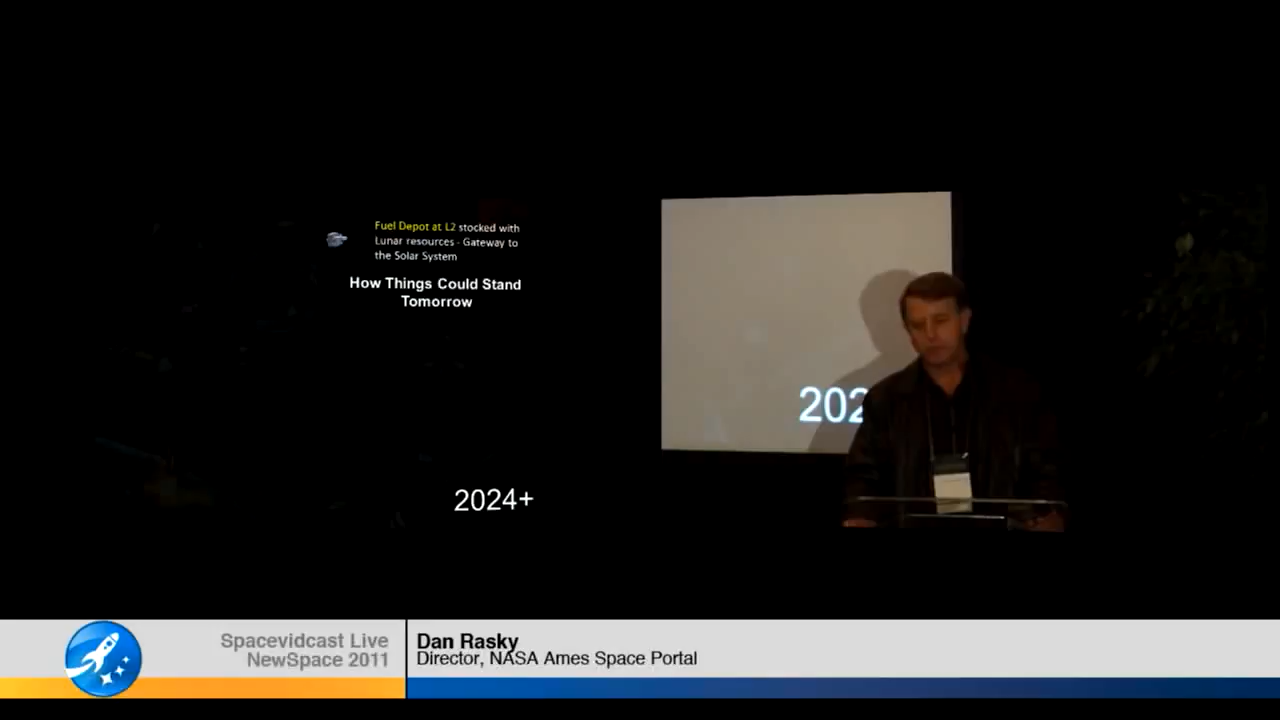 Fuel Depot at L2 stocked with
Lunar resources - Gateway to
the Solar System
How Things Could Stand
Tomorrow
2024+
202
Spacevidcast Live
NewSpace 2011
Dan Rasky
Director, NASA Ames Space Portal